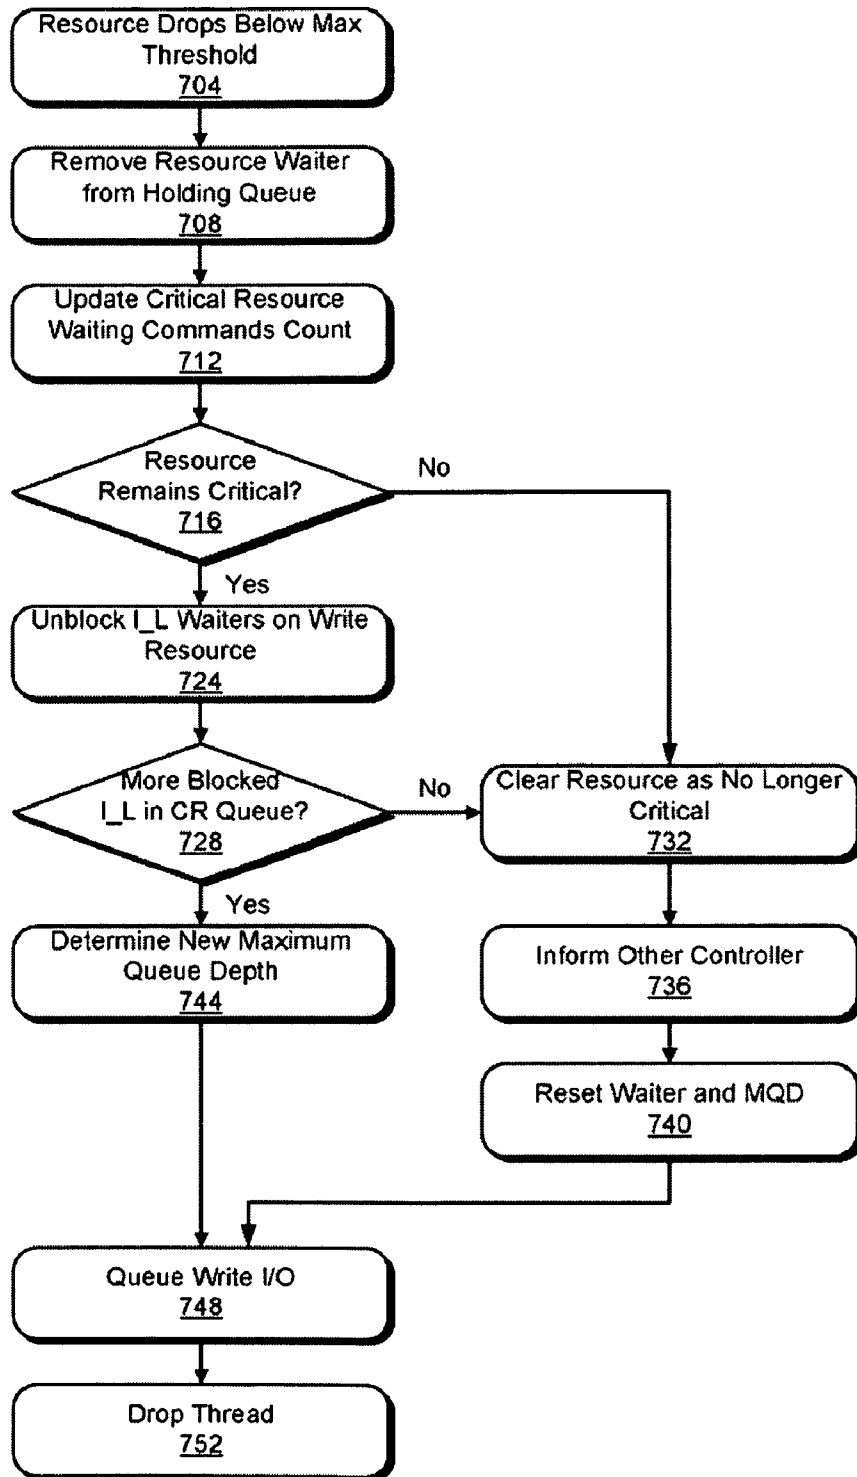 Resource Drops Below Max
Threshold
704
Remove Resource Waiter
from Holding Queue
708
Update Critical Resource
Waiting Commands Count
712
Resource
Remains Critical?
716
No
Yes
Unblock I_L Waiters on Write
Resource
724
More Blocked
I_L in CR Queue?
728
No
Clear Resource as No Longer
Critical
732
Yes
Determine New Maximum
Queue Depth
744
Inform Other Controller
736
Reset Waiter and MQD
740
Queue Write I/O
748
Drop Thread
752